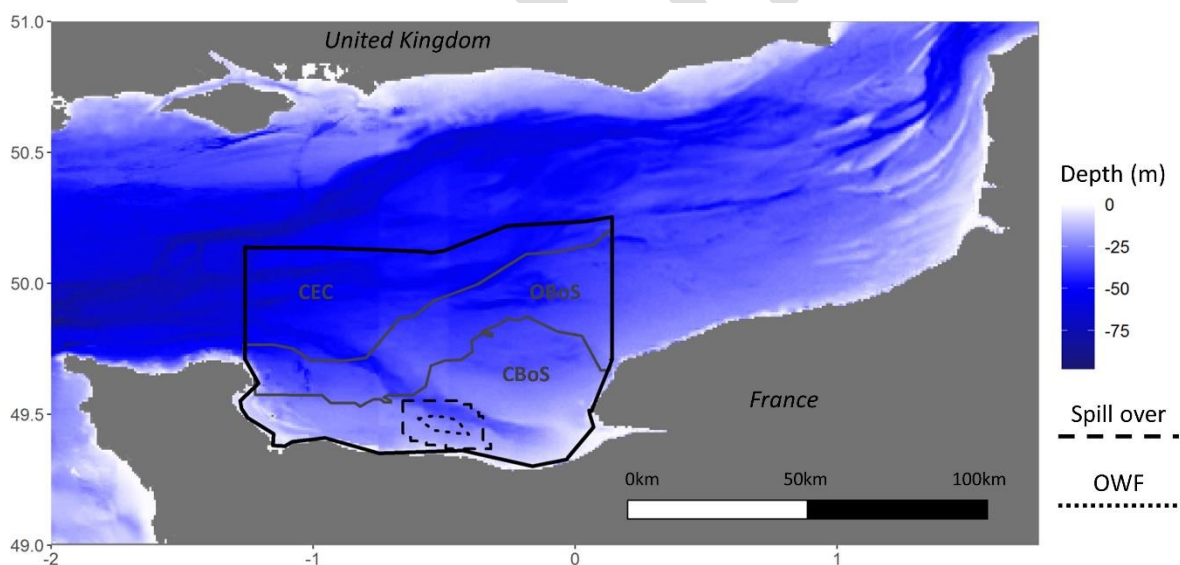 51.0
United Kingdom
50.5
Depth (m)
0
-25
-50
-75
50.0
CEC
OBoS
CBoS
49.5
France
Spill over
OWF
0km
50km
100km
49.0
-2
-1
0
1